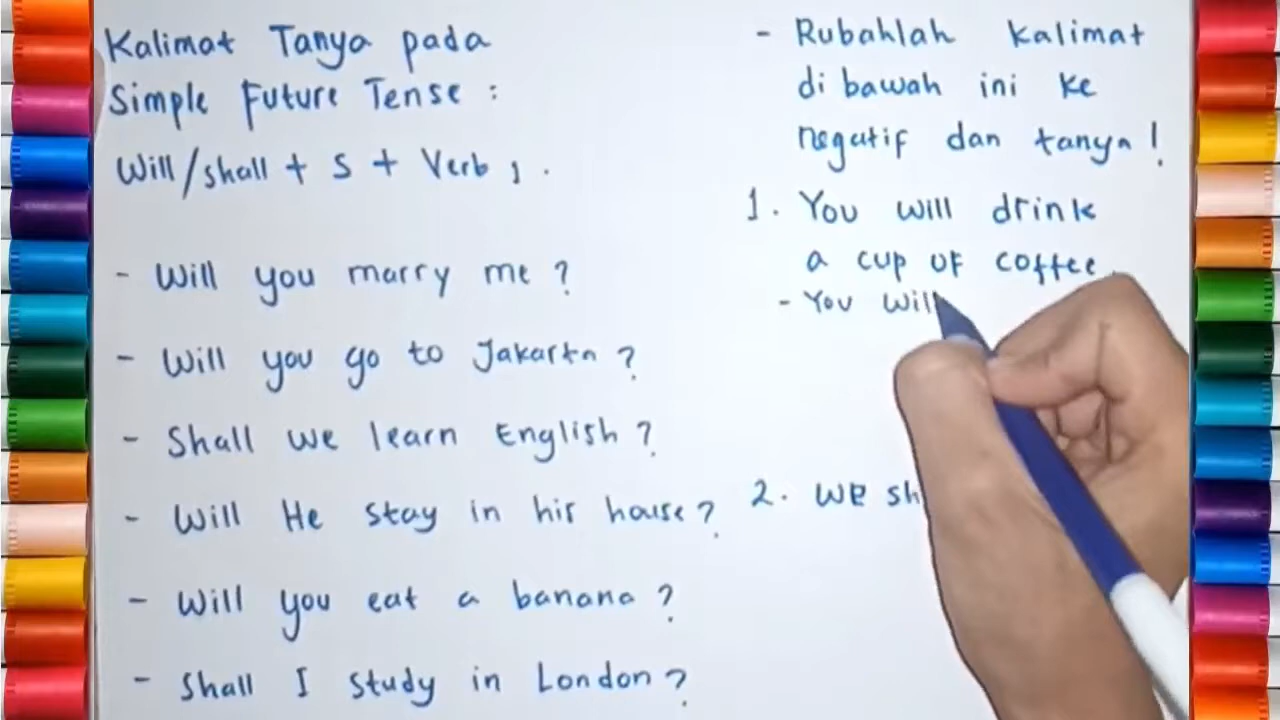 Kalimat Tanya pada
Simple Future Tense :
Will/shall + S + Verb 1 .
- Will you marry me ?
- Will you go to Jakarta ?
- Shall we learn English ?
- Will He stay in his house ?
- Will you eat a banana ?
- Shall I study in London ?
- Rubahlah kalimat
di bawah ini ke
negatif dan tanya !
1. You will drink
a cup of coffee.
- You will
2. We sh